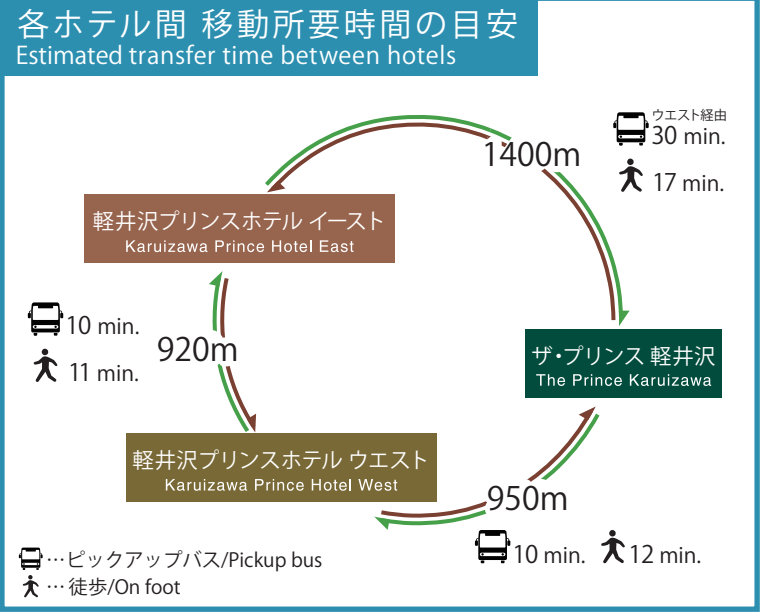 各ホテル間 移動所要時間の目安
Estimated transfer time between hotels
ウエスト経由
30 min.
1400m
17 min.
軽井沢プリンスホテル イースト
Karuizawa Prince Hotel East
10 min.
920m
11 min.
ザ・プリンス 軽井沢
The Prince Karuizawa
軽井沢プリンスホテル ウエスト
Karuizawa Prince Hotel West
950m
10 min.
12 min.
…ピックアップバス/Pickup bus
…徒歩/On foot